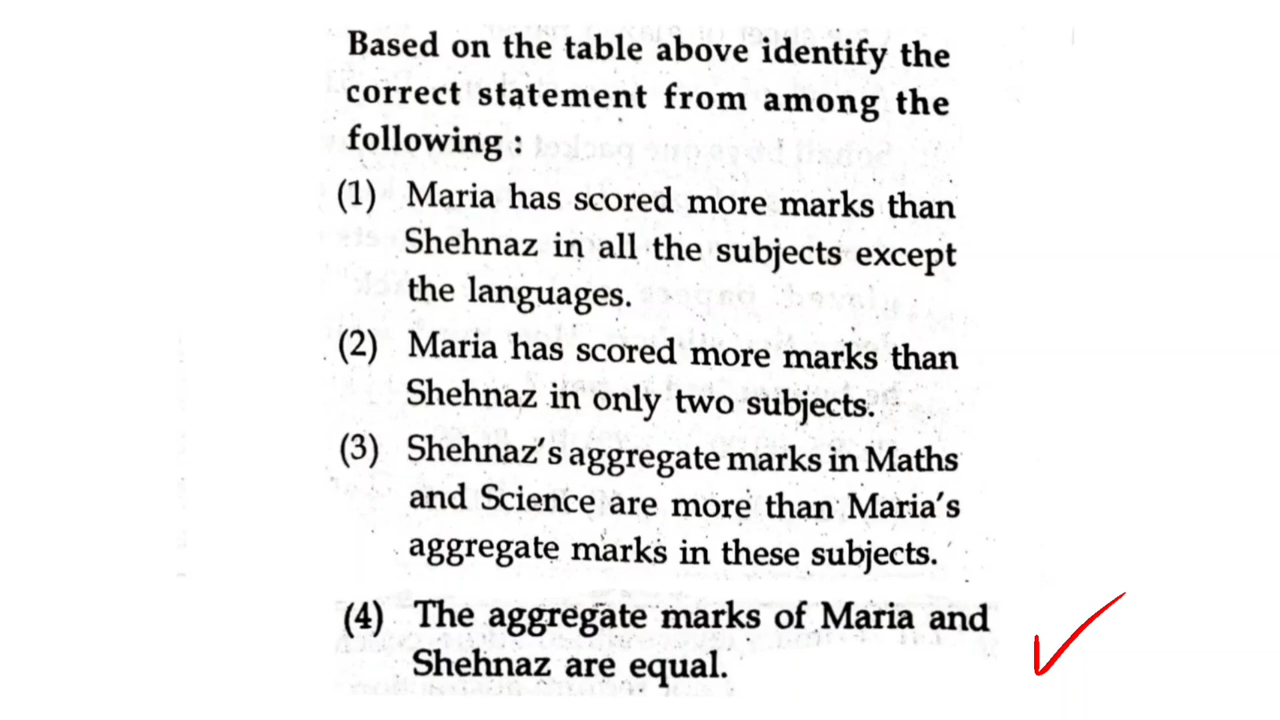 Based on the table above identify the
correct statement from among the
following :
(1) Maria has scored more marks than
Shehnaz in all the subjects except
the languages.
(2) Maria has scored more marks than
Shehnaz in only two subjects.
(3) Shehnaz's aggregate marks in Maths
and Science are more than Maria's
aggregate marks in these subjects.
(4) The aggregate marks of Maria and
Shehnaz are equal.